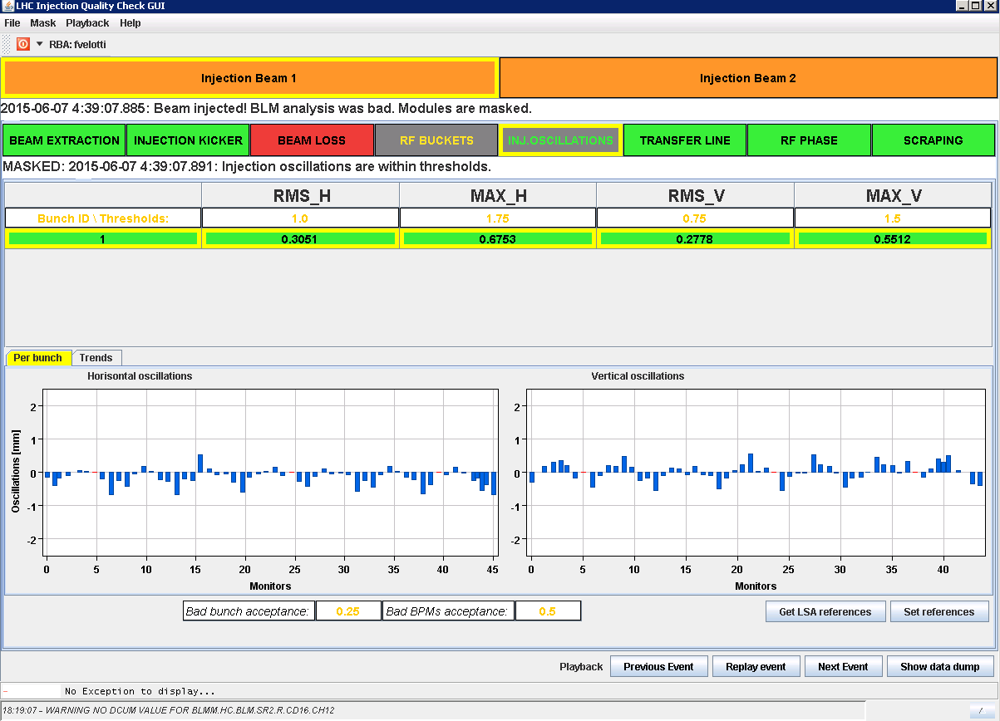 LHC Injection Quality Check GUI
File Mask Playback Help
RBA: fvelotti
Injection Beam 1 Injection Beam 2
2015-06-07 4:39:07.885: Beam injected! BLM analysis was bad. Modules are masked.
BEAM EXTRACTION INJECTION KICKER BEAM LOSS RF BUCKETS INJ.OSCILLATIONS TRANSFER LINE RF PHASE SCRAPING
MASKED: 2015-06-07 4:39:07.891: Injection oscillations are within thresholds.
RMS_H MAX_H RMS_V MAX_V
Bunch ID \ Thresholds: 1.0 1.75 0.75 1.5
1 0.3051 0.6753 0.2778 0.5512
Per bunch Trends
Horisontal oscillations Vertical oscillations
2 2
1 1
0 0
-1 -1
-2 -2
Oscillations [mm]
0 5 10 15 20 25 30 35 40 45 0 5 10 15 20 25 30 35 40
Monitors Monitors
Bad bunch acceptance: 0.25 Bad BPMs acceptance: 0.5 Get LSA references Set references
Playback Previous Event Replay event Next Event Show data dump
- No Exception to display...
18:19:07 - WARNING NO DCUM VALUE FOR BLMM.HC.BLM.SR2.R.CD16.CH12 /